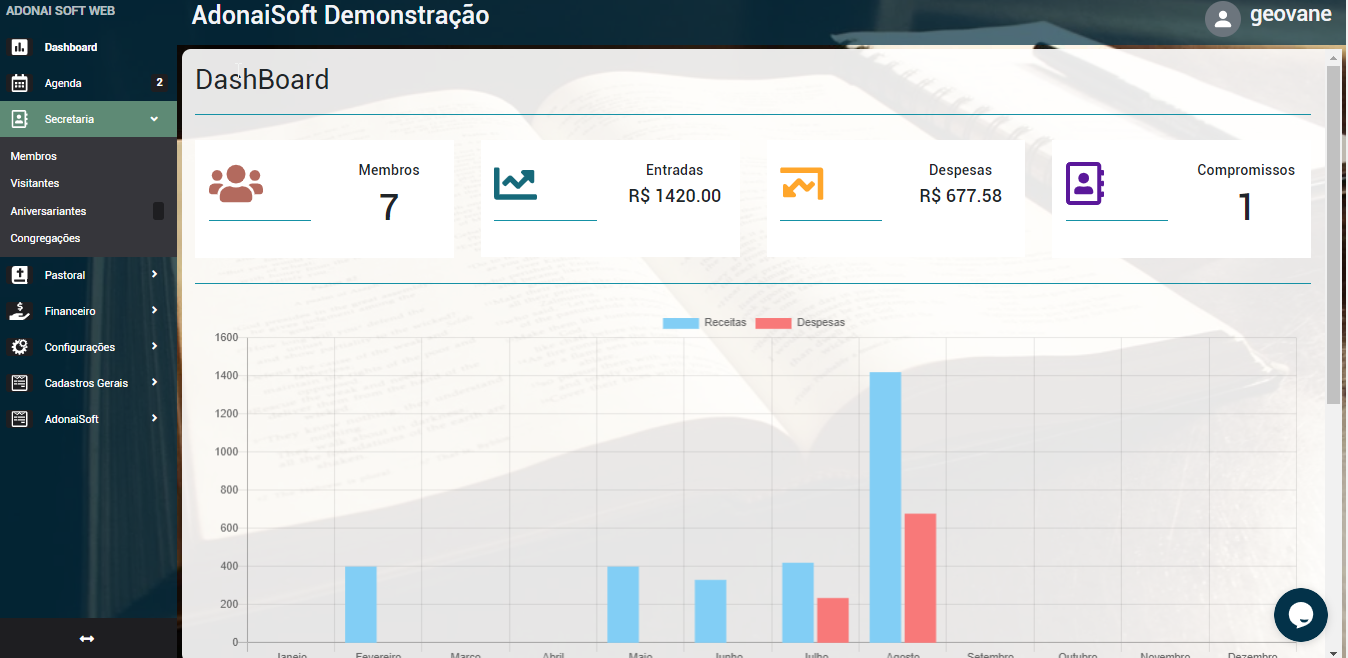 ADONAI SOFT WEB
AdonaiSoft Demonstração
geovane
Dashboard
Agenda 2
Secretaria
Membros
Visitantes
Aniversariantes
Congregações
Pastoral
Financeiro
Configurações
Cadastros Gerais
AdonaiSoft
DashBoard
Membros
7
Entradas
R$ 1420.00
Despesas
R$ 677.58
Compromissos
1
Receitas Despesas
1600
1400
1200
1000
800
600
400
200
0
Janeiro Fevereiro Março Abril Maio Junho Julho Agosto Setembro Outubro Novembro Dezembro